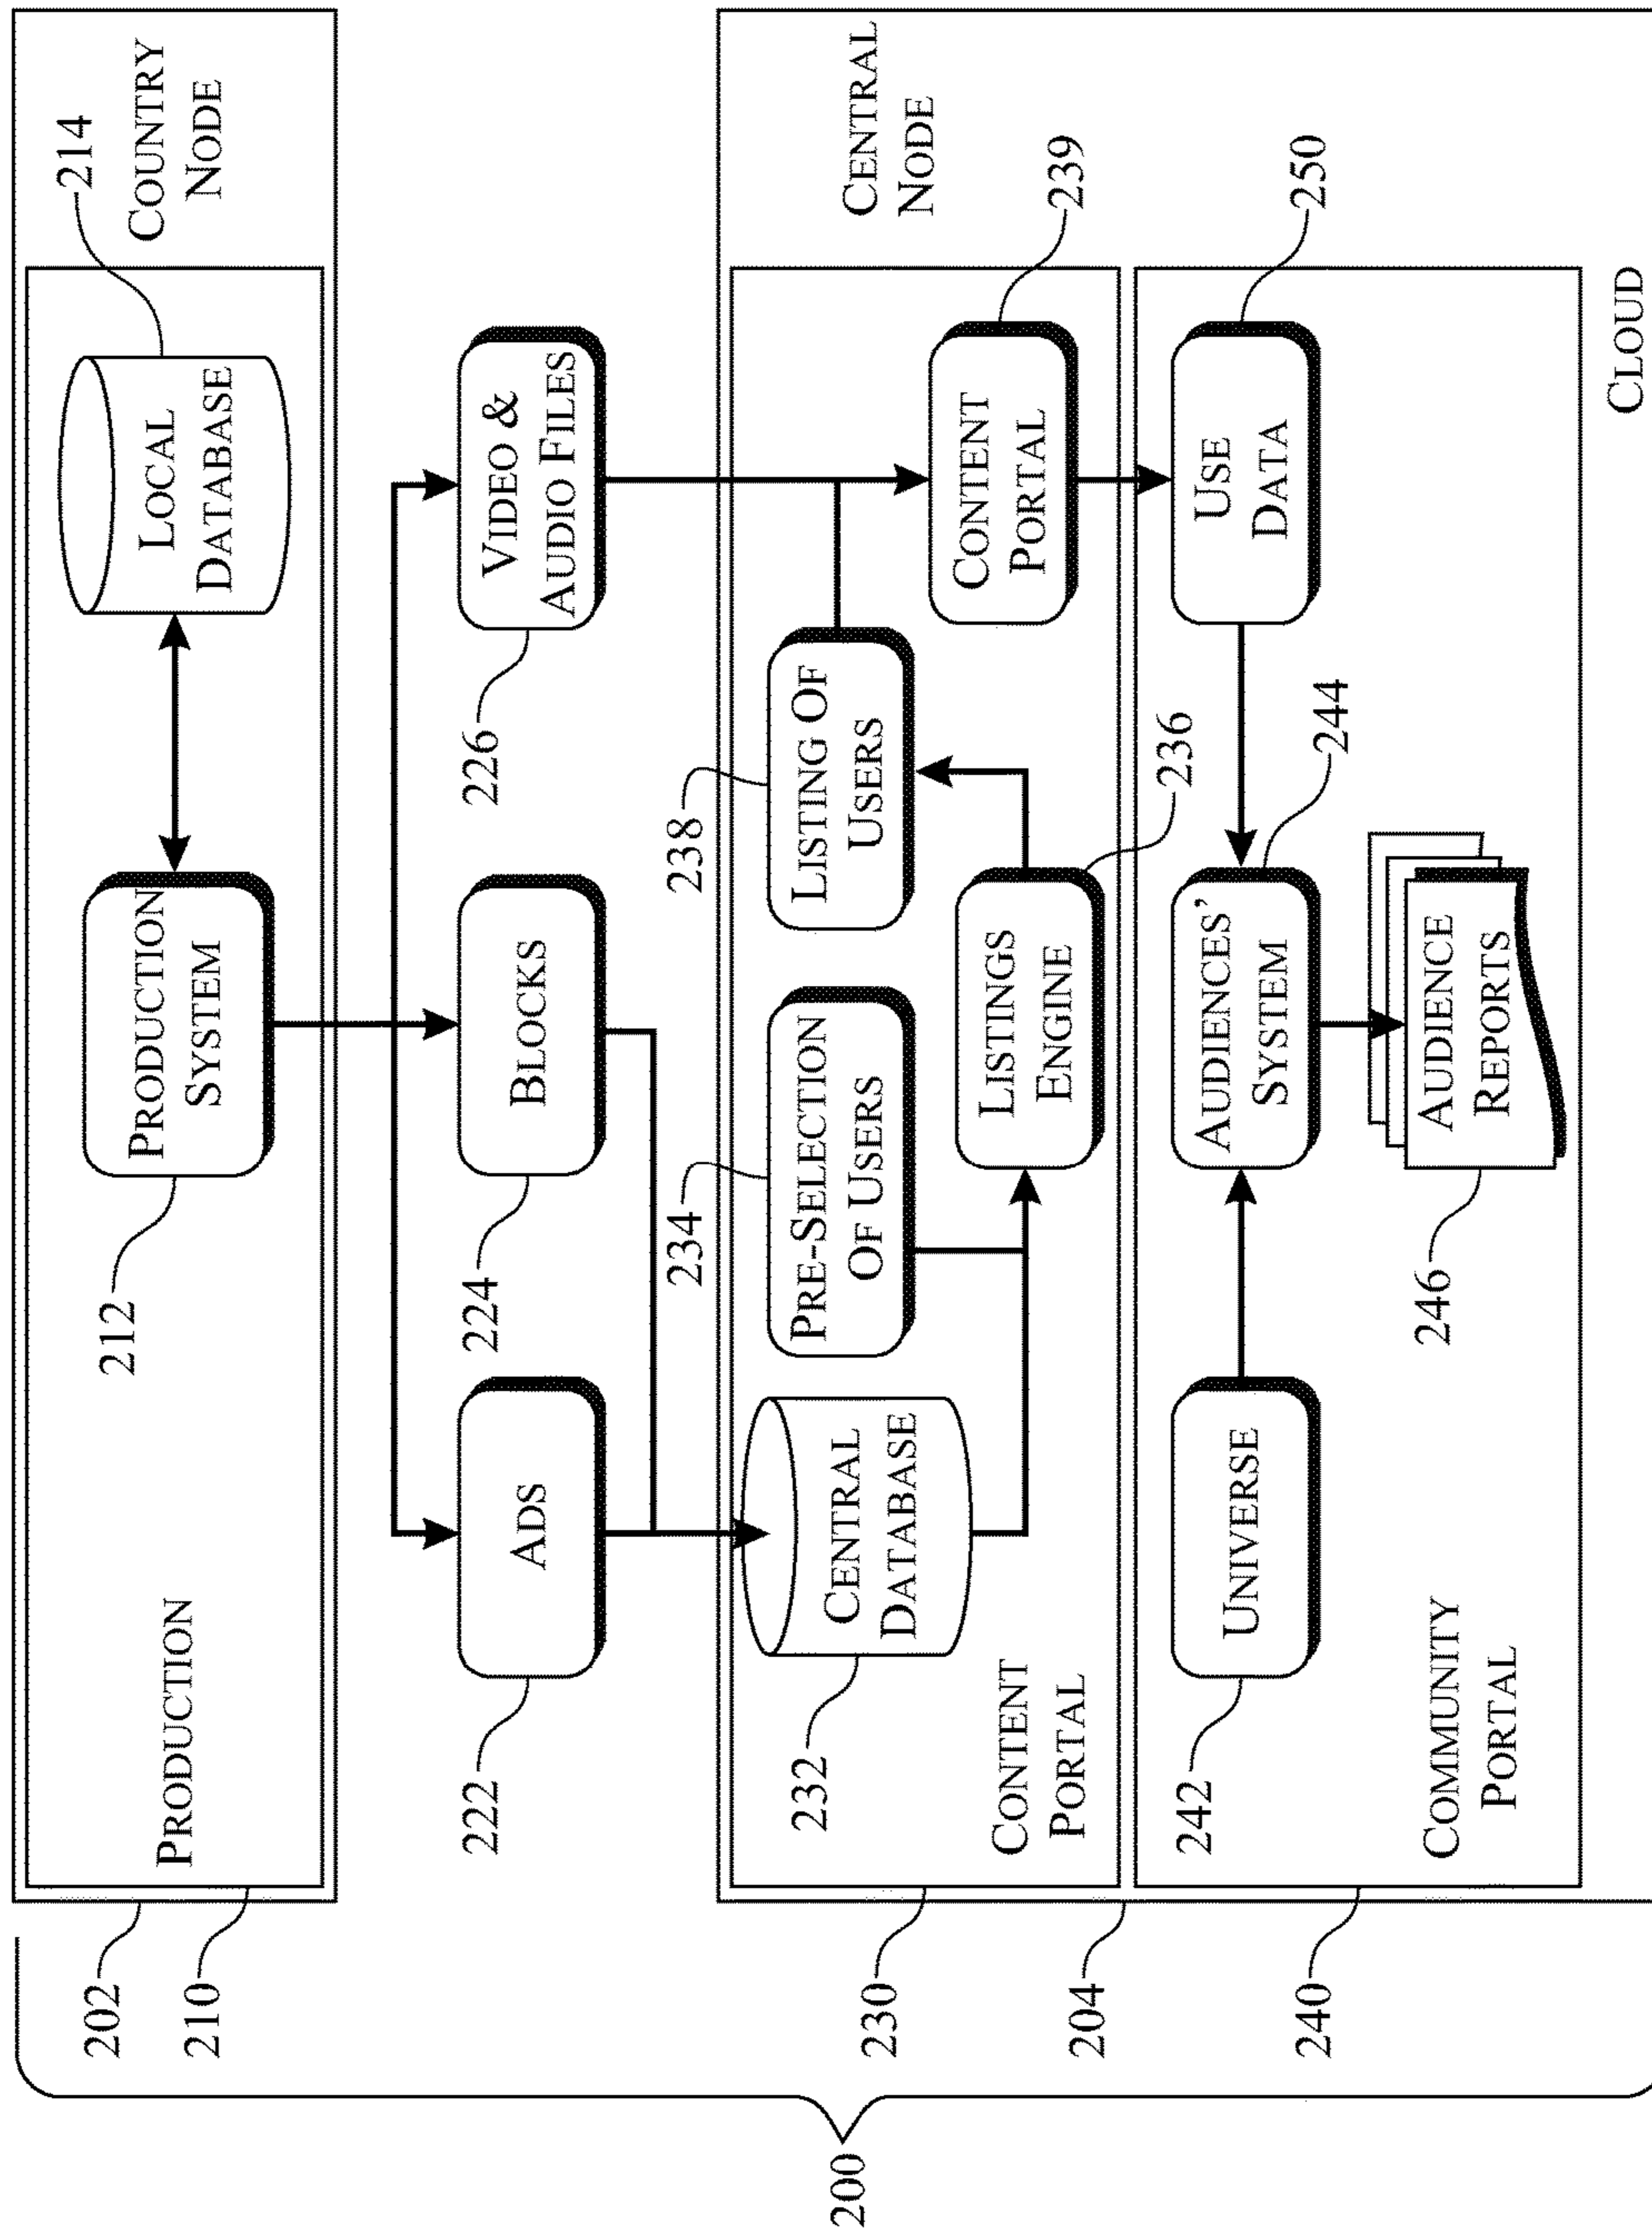 200
202
210
PRODUCTION
212
PRODUCTION
SYSTEM
LOCAL
DATABASE
214
COUNTRY
NODE
222
ADS
224
BLOCKS
226
VIDEO &
AUDIO FILES
230
204
CONTENT
PORTAL
232
CENTRAL
DATABASE
234
PRE-SELECTION
OF USERS
LISTINGS
ENGINE
236
238
LISTING OF
USERS
CONTENT
PORTAL
239
CENTRAL
NODE
240
COMMUNITY
PORTAL
242
UNIVERSE
AUDIENCES'
SYSTEM
244
246
AUDIENCE
REPORTS
USE
DATA
250
CLOUD